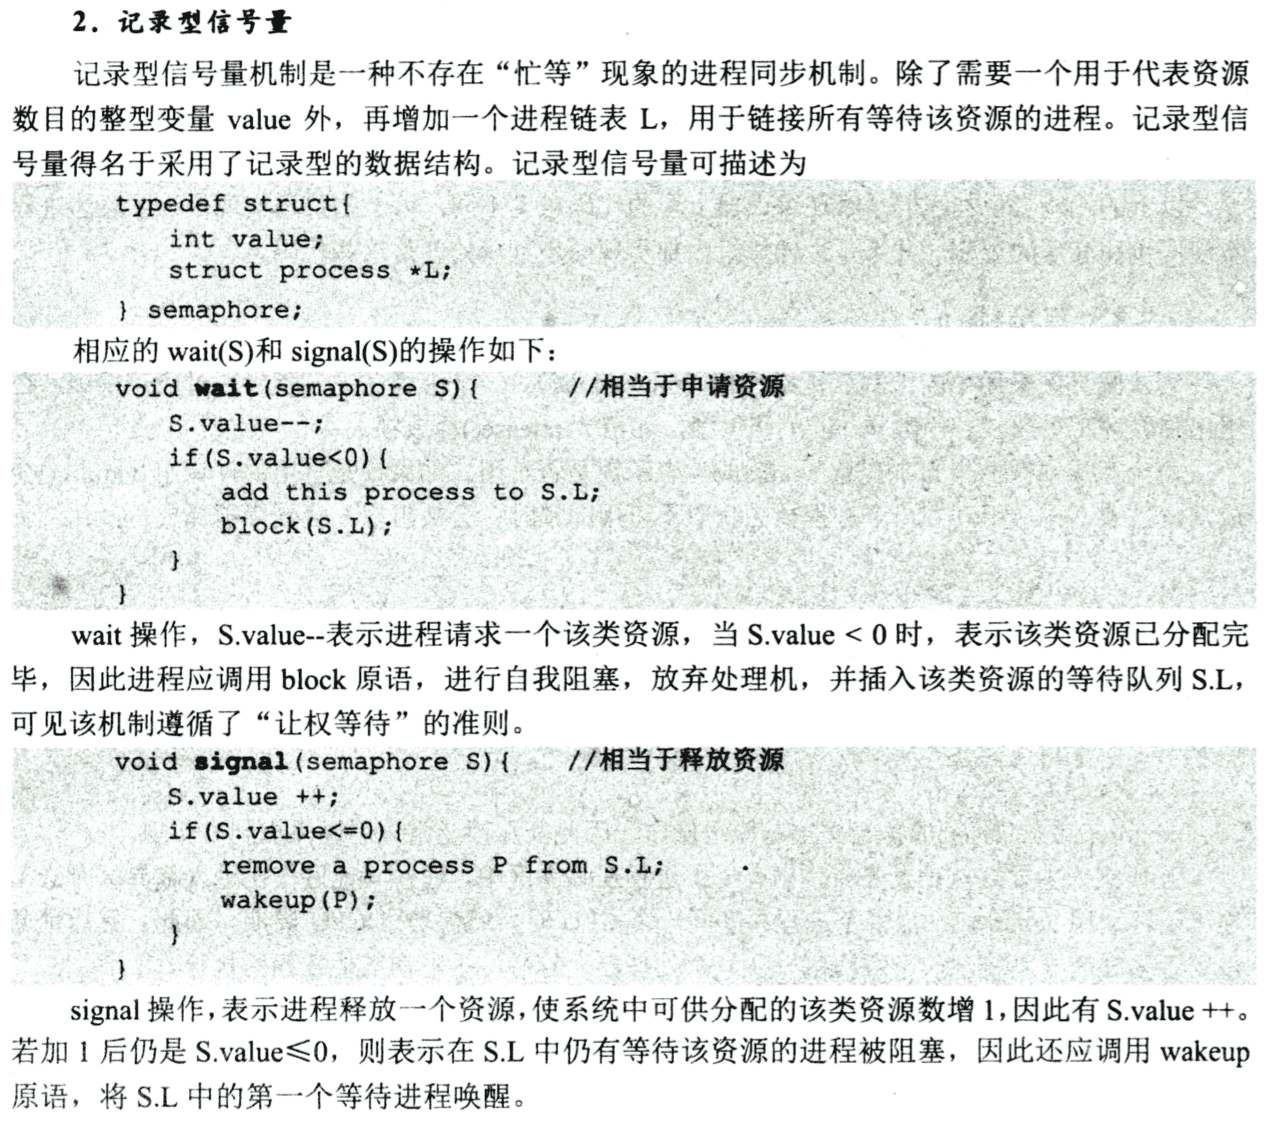 2. 记录型信号量
记录型信号量机制是一种不存在“忙等”现象的进程同步机制。除了需要一个用于代表资源
数目的整型变量 value 外，再增加一个进程链表 L，用于链接所有等待该资源的进程。记录型信
号量得名于采用了记录型的数据结构。记录型信号量可描述为
typedef struct{
int value;
struct process *L;
} semaphore;
相应的 wait(S)和 signal(S)的操作如下：
void wait(semaphore S){ //相当于申请资源
S.value--;
if(S.value<0){
add this process to S.L;
block(S.L);
}
}
wait 操作，S.value--表示进程请求一个该类资源，当 S.value < 0 时，表示该类资源已分配完
毕，因此进程应调用 block 原语，进行自我阻塞，放弃处理机，并插入该类资源的等待队列 S.L，
可见该机制遵循了“让权等待”的准则。
void signal(semaphore S){ //相当于释放资源
S.value ++;
if(S.value<=0){
remove a process P from S.L;
wakeup(P);
}
}
signal 操作，表示进程释放一个资源，使系统中可供分配的该类资源数增 1，因此有 S.value ++。
若加 1 后仍是 S.value≤0，则表示在 S.L 中仍有等待该资源的进程被阻塞，因此还应调用 wakeup
原语，将 S.L 中的第一个等待进程唤醒。